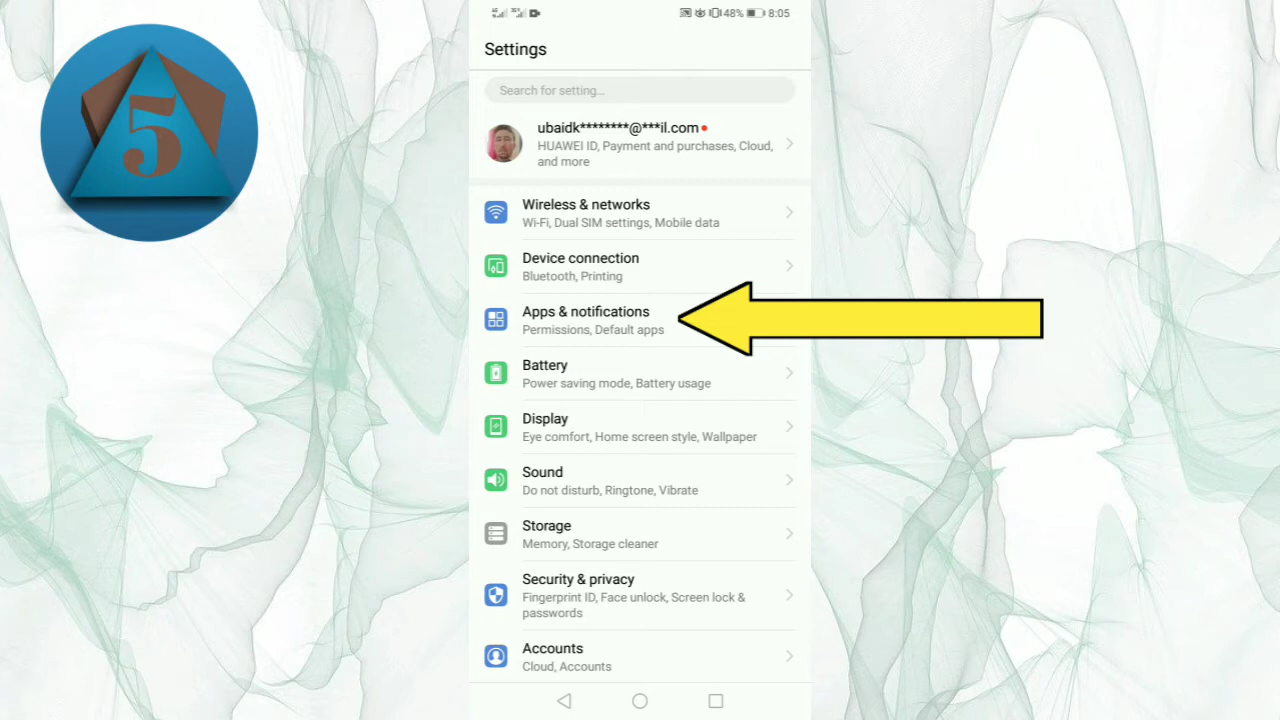 5
48% 8:05
Settings
Search for setting...
ubaidk********@***il.com
HUAWEI ID, Payment and purchases, Cloud,
and more
Wireless & networks
Wi-Fi, Dual SIM settings, Mobile data
Device connection
Bluetooth, Printing
Apps & notifications
Permissions, Default apps
Battery
Power saving mode, Battery usage
Display
Eye comfort, Home screen style, Wallpaper
Sound
Do not disturb, Ringtone, Vibrate
Storage
Memory, Storage cleaner
Security & privacy
Fingerprint ID, Face unlock, Screen lock &
passwords
Accounts
Cloud, Accounts